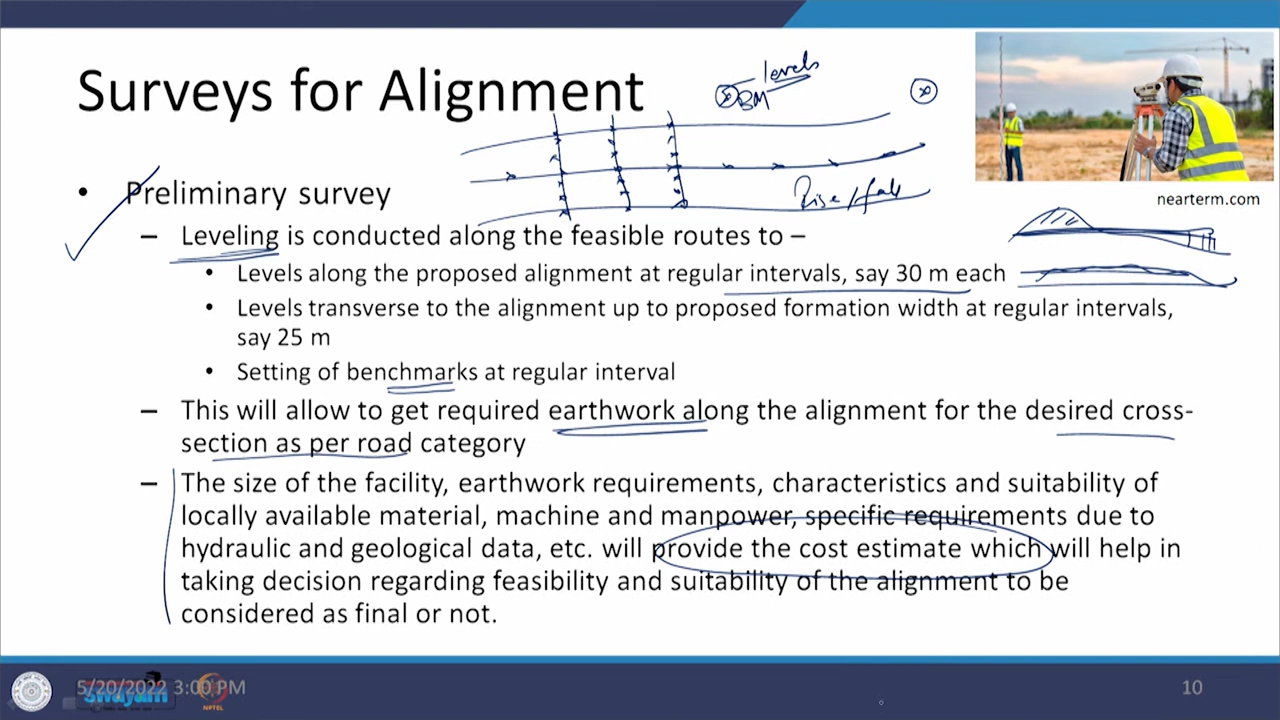 Surveys for Alignment
levels
BM
Rise/fall
nearterm.com
• Preliminary survey
– Leveling is conducted along the feasible routes to –
• Levels along the proposed alignment at regular intervals, say 30 m each
• Levels transverse to the alignment up to proposed formation width at regular intervals,
say 25 m
• Setting of benchmarks at regular interval
– This will allow to get required earthwork along the alignment for the desired cross-
section as per road category
– The size of the facility, earthwork requirements, characteristics and suitability of
locally available material, machine and manpower, specific requirements due to
hydraulic and geological data, etc. will provide the cost estimate which will help in
taking decision regarding feasibility and suitability of the alignment to be
considered as final or not.
5/20/2022 3:00 PM
swayam
NPTEL
10